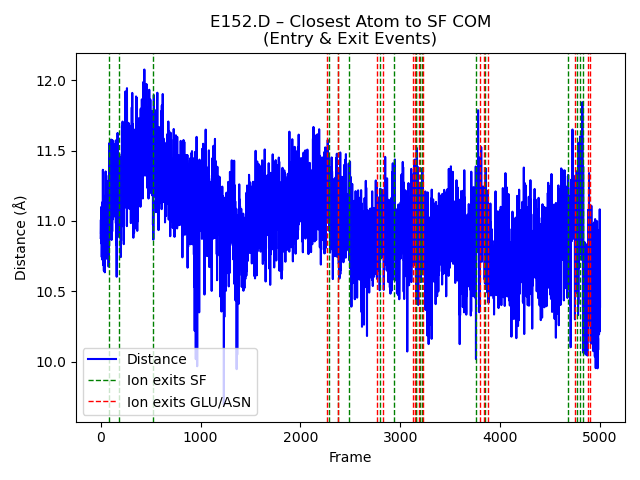 E152.D – Closest Atom to SF COM
(Entry & Exit Events)
12.0
11.5
11.0
10.5
10.0
Distance (Å)
Distance
Ion exits SF
Ion exits GLU/ASN
0
1000
2000
3000
4000
5000
Frame